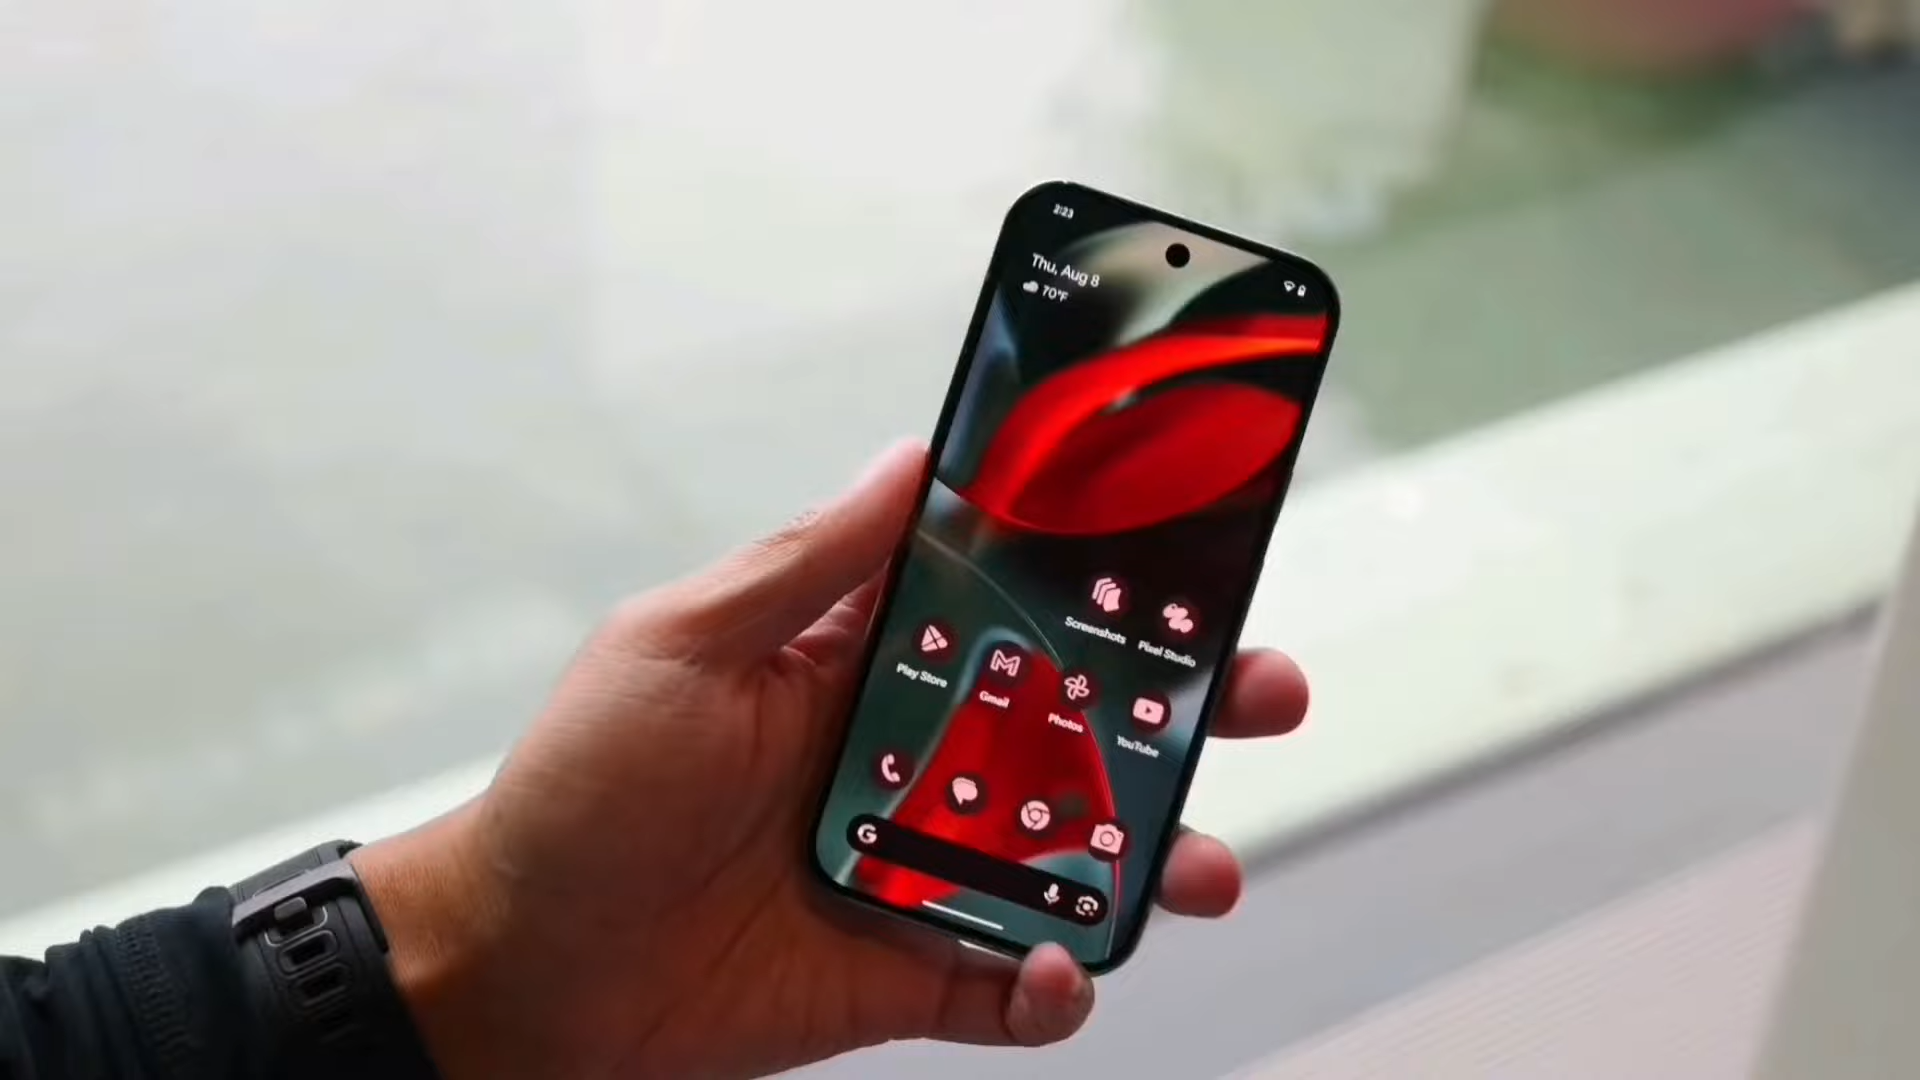 2:23
Thu, Aug 8
70°F
Screenshots
Pixel Studio
Play Store
Gmail
Photos
YouTube
G